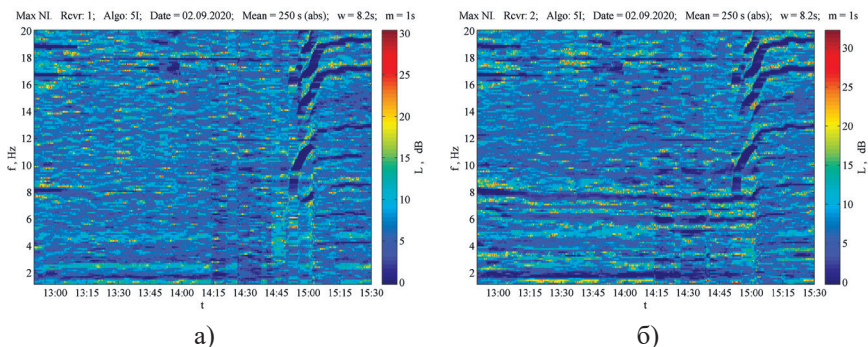 Max NI. Rcvr: 1; Algo: 5I; Date = 02.09.2020; Mean = 250 s (abs) w = 8.2s; m = 1s
20
18
16
14
12
10
8
6
4
2
f, Hz
13:00 13:15 13:30 13:45 14:00 14:15 14:30 14:45 15:00 15:15 15:30
t
30
25
20
15
10
5
0
L, dB
а)
Max NI. Rcvr: 2; Algo: 5I; Date = 02.09.2020; Mean = 250 s (abs) w = 8.2s; m = 1s
20
18
16
14
12
10
8
6
4
2
f, Hz
13:00 13:15 13:30 13:45 14:00 14:15 14:30 14:45 15:00 15:15 15:30
t
30
25
20
15
10
5
0
L, dB
б)